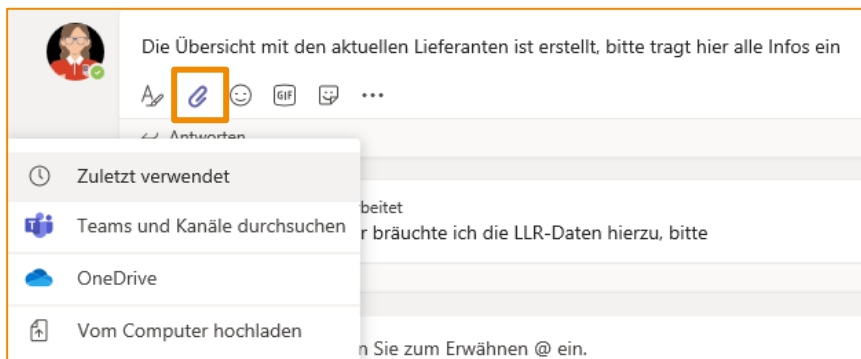 Die Übersicht mit den aktuellen Lieferanten ist erstellt, bitte tragt hier alle Infos ein
GIF
Antworten
Zuletzt verwendet
Teams und Kanäle durchsuchen
OneDrive
Vom Computer hochladen
beitet
r bräuchte ich die LLR-Daten hierzu, bitte
n Sie zum Erwähnen @ ein.